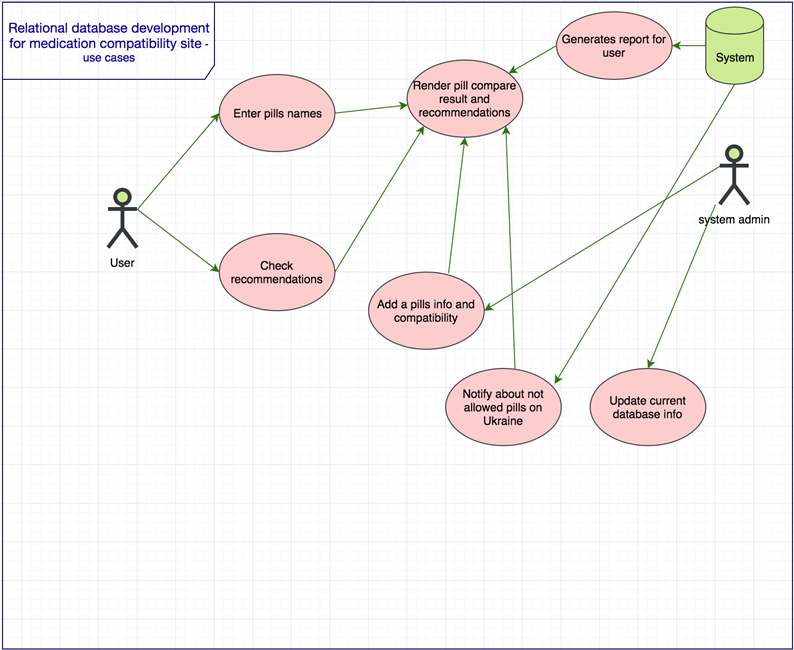 Relational database development
for medication compatibility site -
use cases
Generates report for
user
System
Render pill compare
result and
recommendations
Enter pills names
system admin
User
Check
recommendations
Add a pills info and
compatibility
Notify about not
allowed pills on
Ukraine
Update current
database info